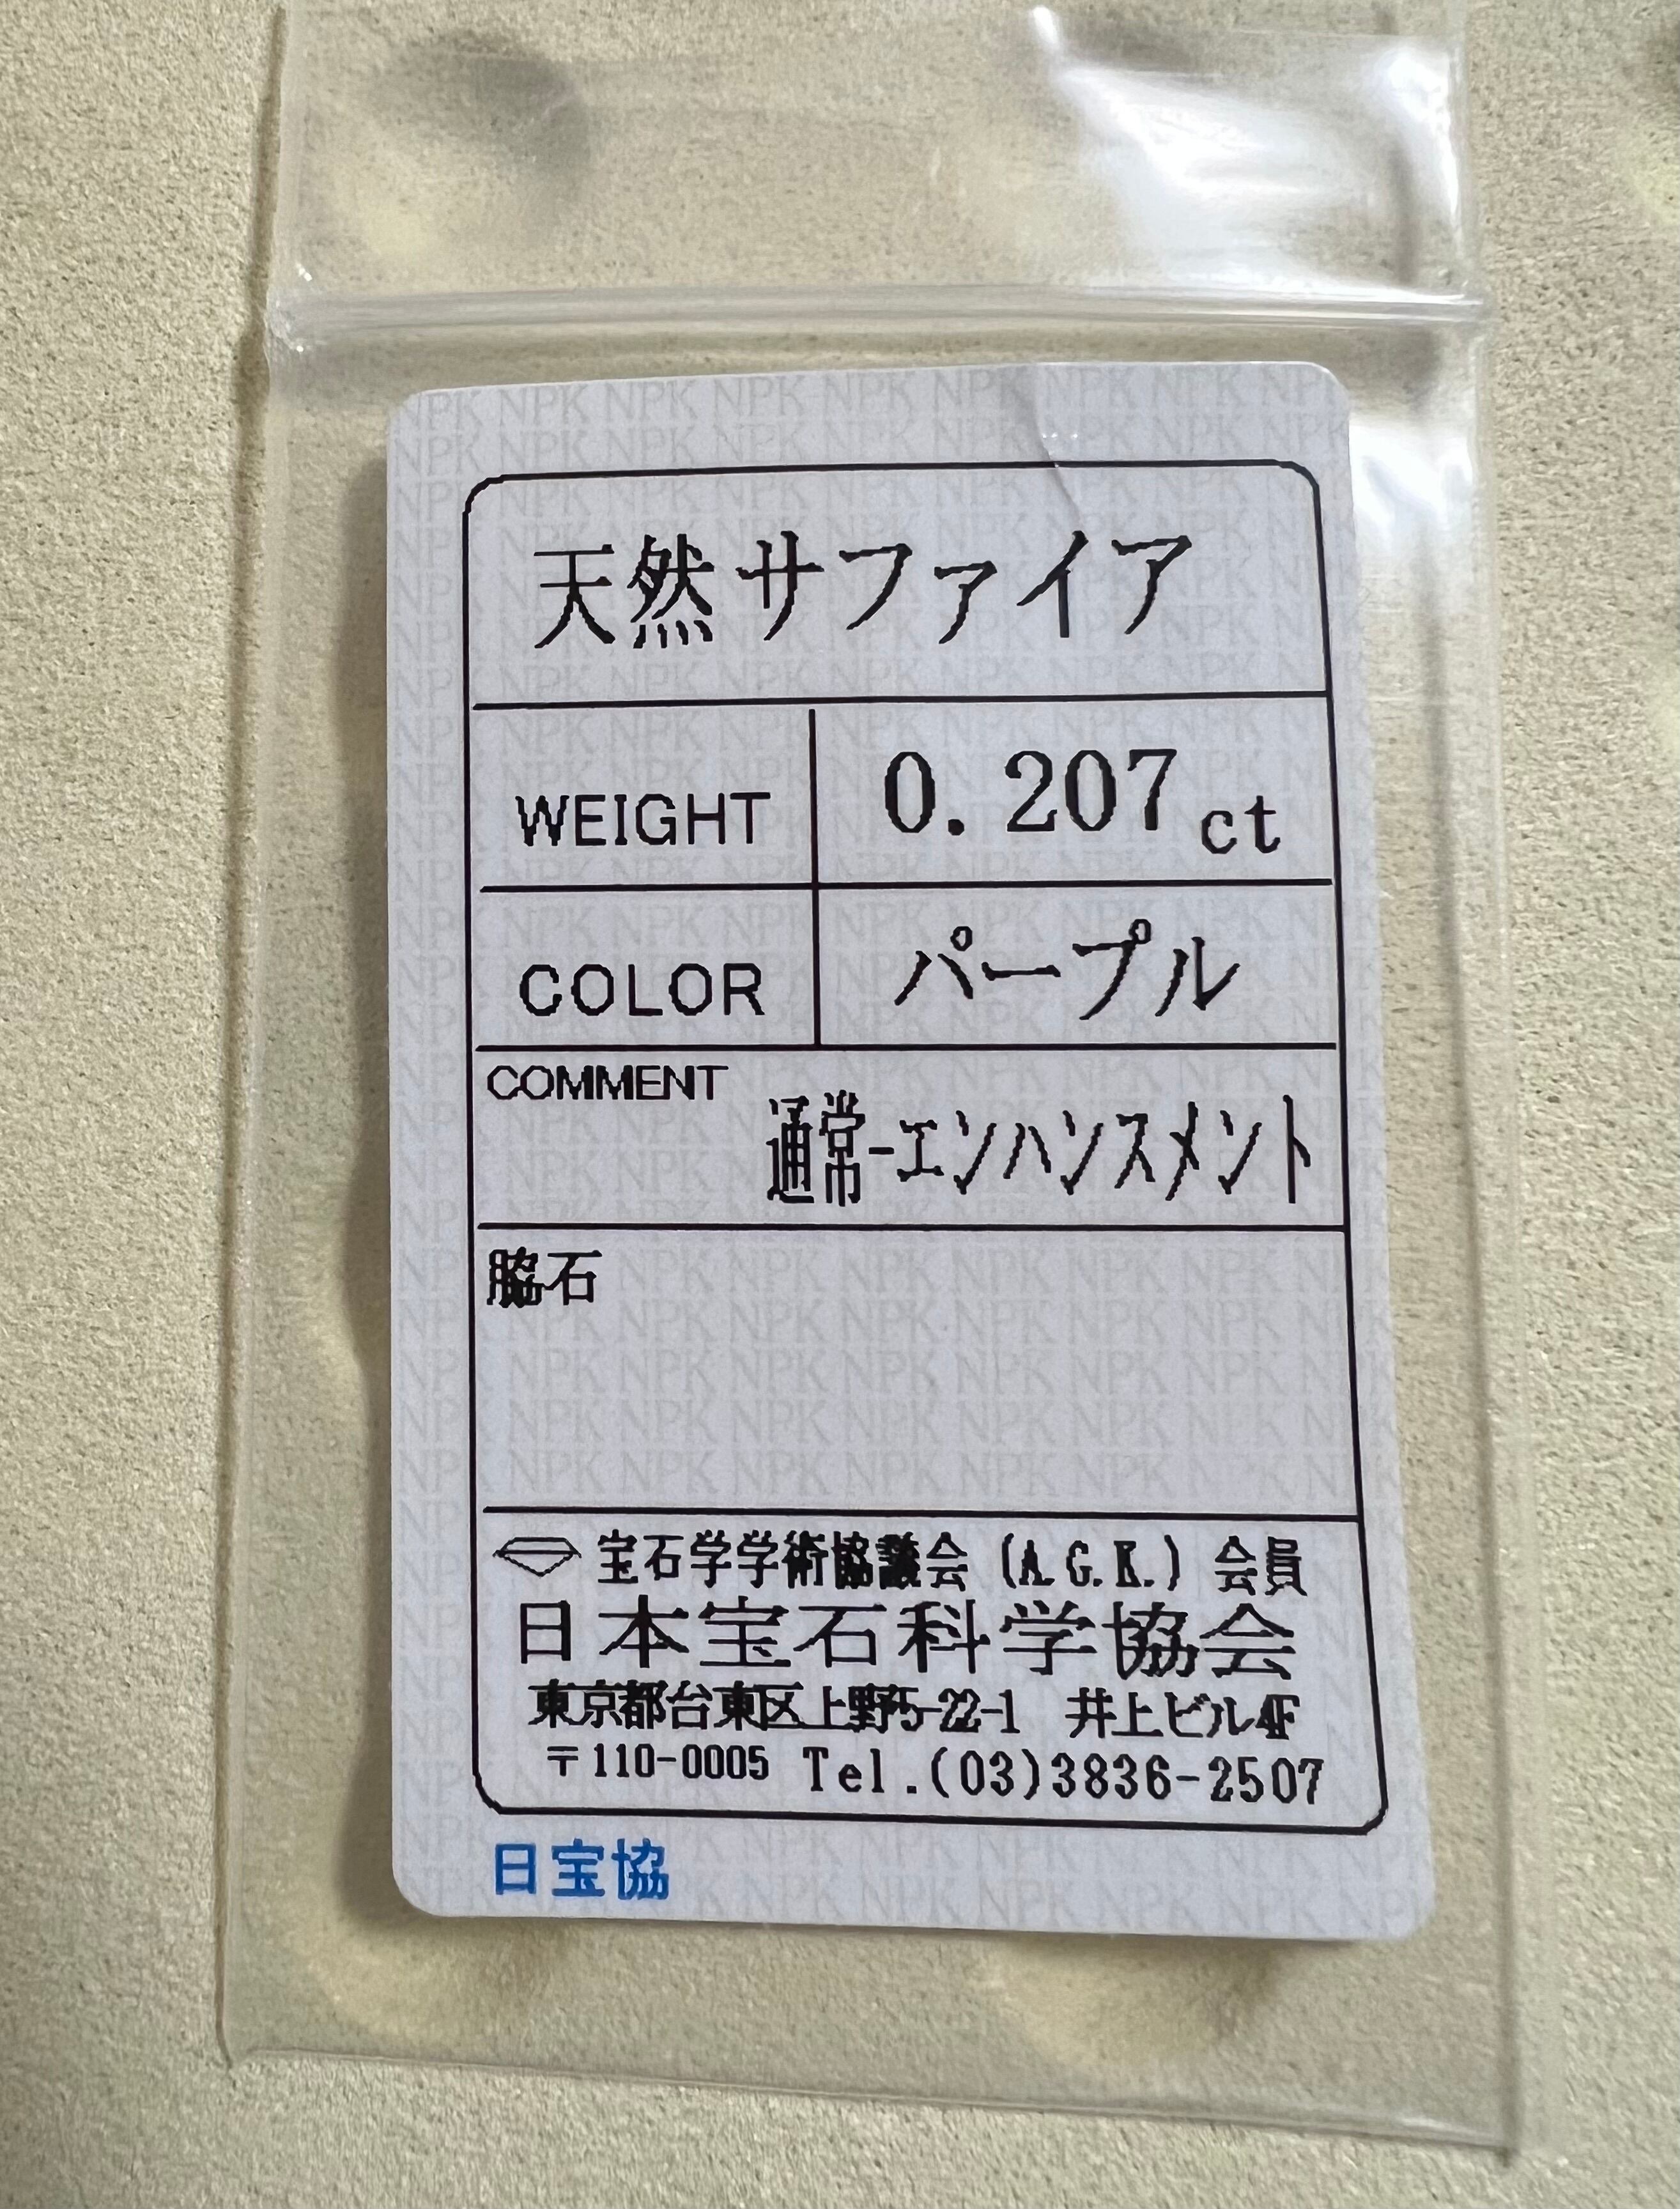 天然サファイア
WEIGHT 0.207ct
COLOR パープル
COMMENT 通常-エンハンスメント
脇石
宝石学学術協議会 (A.G.K.) 会員
日本宝石科学協会
東京都台東区上野5-22-1 井上ビル4F
〒110-0005 Tel.(03)3836-2507
日宝協